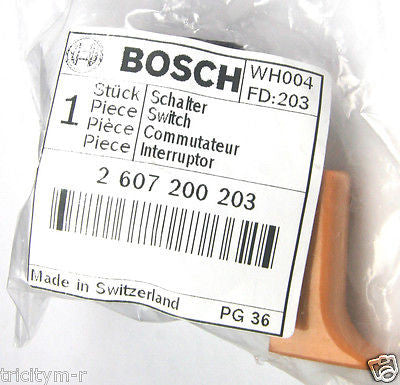 BOSCH
WH004
FD:203
1
Stück
Piece
Pièce
Piece
Schalter
Switch
Commutateur
Interruptor
2 607 200 203
Made in Switzerland
PG 36
tricitym-r